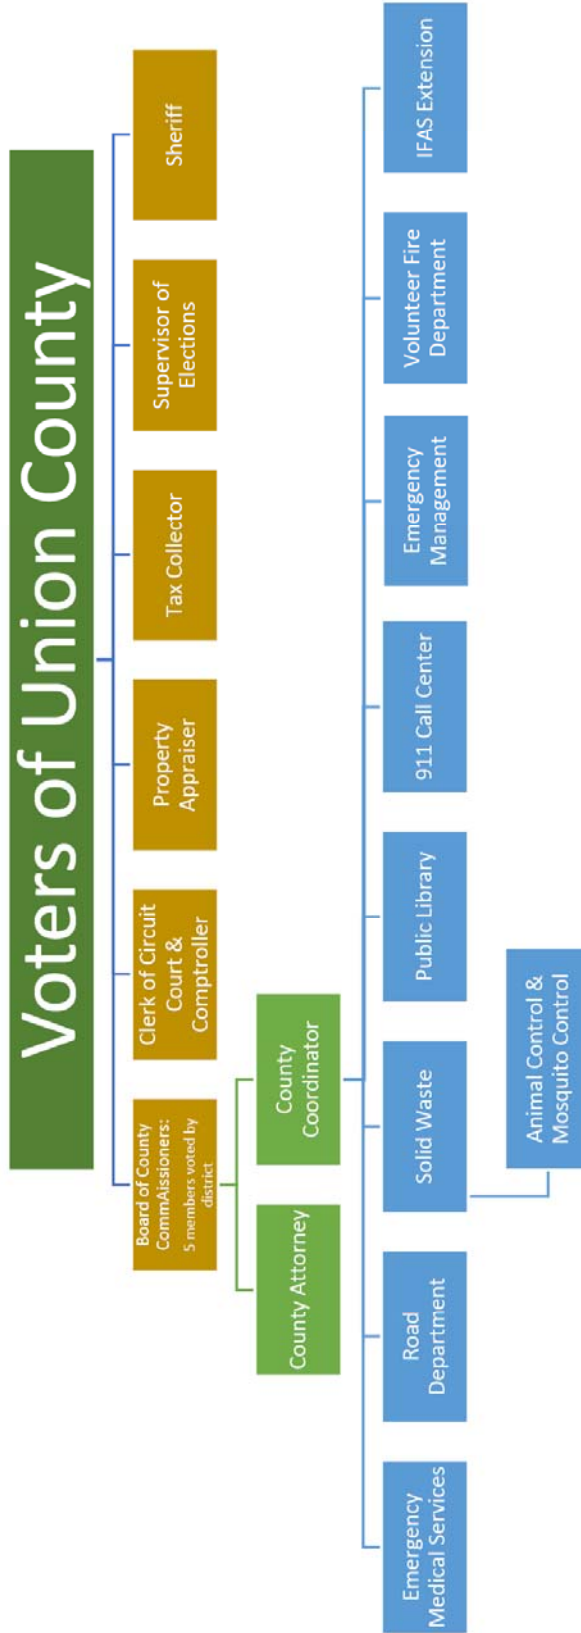 Voters of Union County
Board of County
CommAissioners:
5 members voted by
district
Clerk of Circuit
Court &
Comptroller
Property
Appraiser
Tax Collector
Supervisor of
Elections
Sheriff
County Attorney
County
Coordinator
Emergency
Medical Services
Road
Department
Solid Waste
Public Library
911 Call Center
Emergency
Management
Volunteer Fire
Department
IFAS Extension
Animal Control &
Mosquito Control